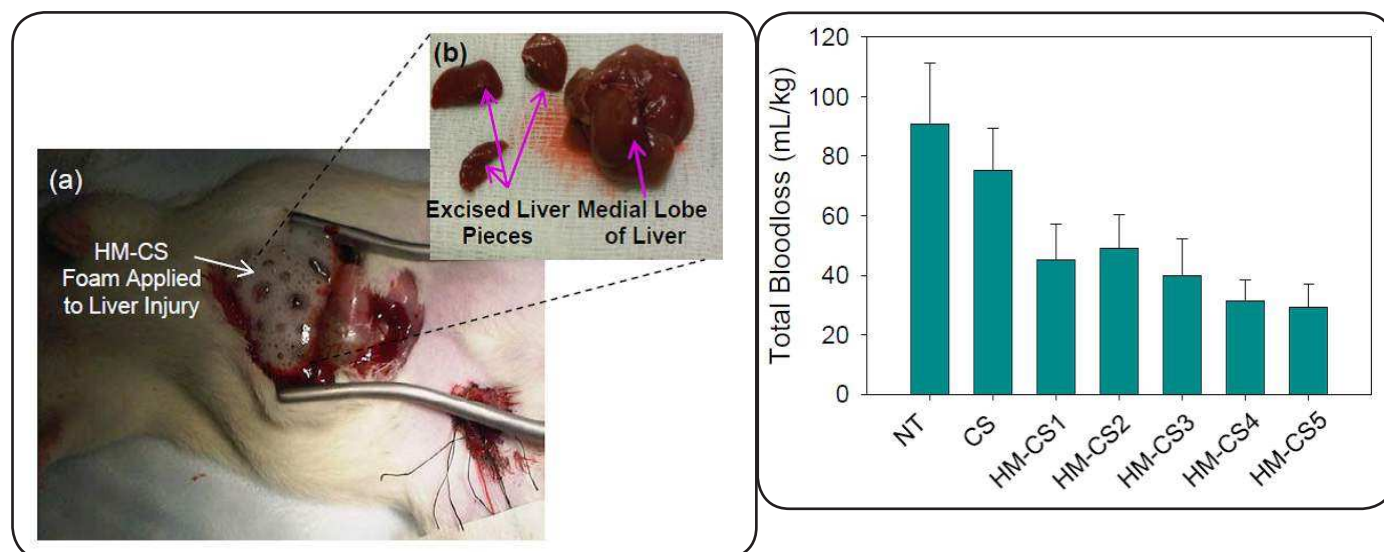 (a)
HM-CS
Foam Applied
to Liver Injury
(b)
Excised Liver
Pieces
Medial Lobe
of Liver
Total Bloodloss (mL/kg)
120
100
80
60
40
20
0
NT
CS
HM-CS1
HM-CS2
HM-CS3
HM-CS4
HM-CS5